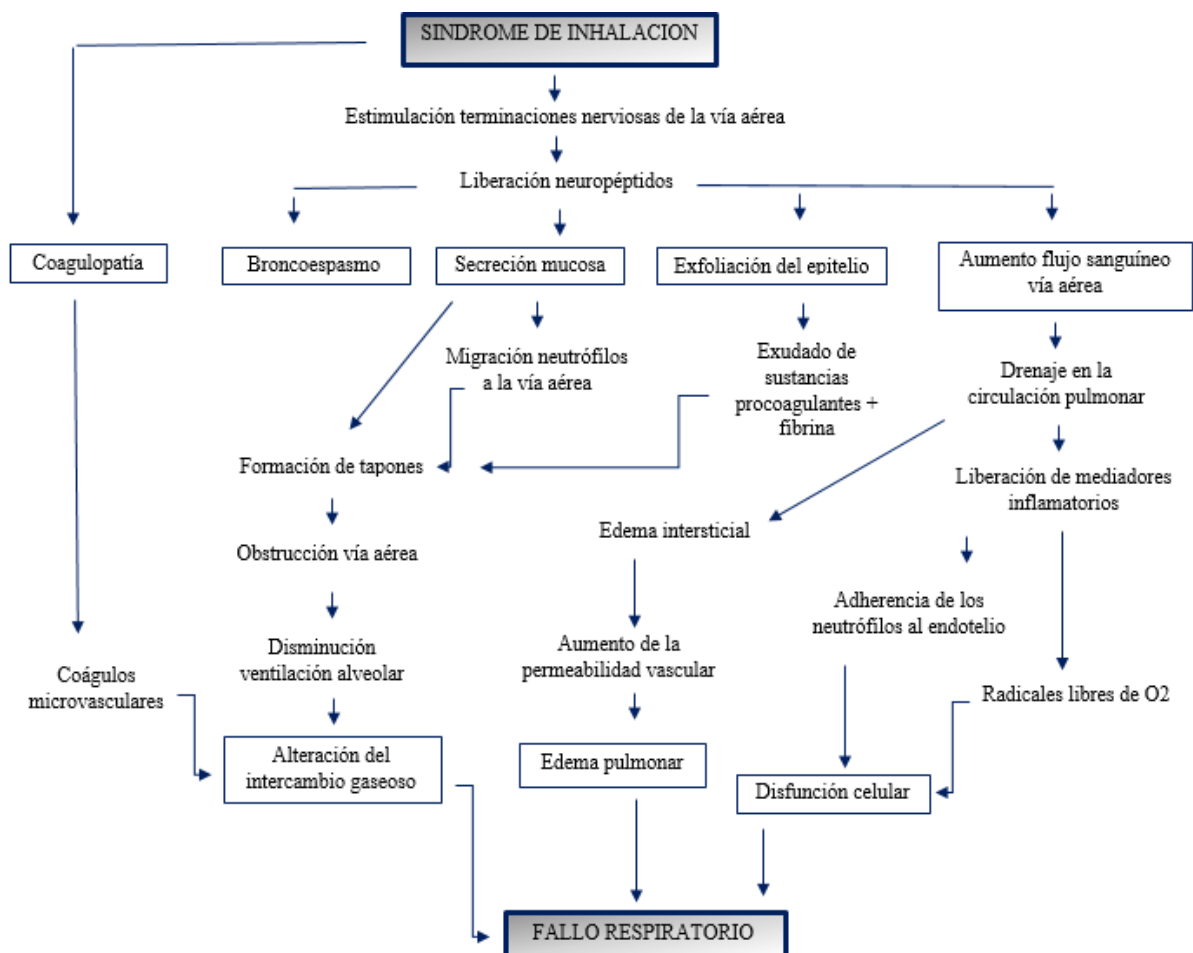 SINDROME DE INHALACION
Estimulación terminaciones nerviosas de la vía aérea
Liberación neuropéptidos
Coagulopatía
Broncoespasmo
Secreción mucosa
Exfoliación del epitelio
Aumento flujo sanguíneo
vía aérea
Migración neutrófilos
a la vía aérea
Exudado de
sustancias
procoagulantes +
fibrina
Drenaje en la
circulación pulmonar
Formación de tapones
Liberación de mediadores
inflamatorios
Edema intersticial
Obstrucción vía aérea
Adherencia de los
neutrófilos al endotelio
Disminución
ventilación alveolar
Aumento de la
permeabilidad vascular
Coágulos
microvasculares
Radicales libres de O2
Alteración del
intercambio gaseoso
Edema pulmonar
Disfunción celular
FALLO RESPIRATORIO